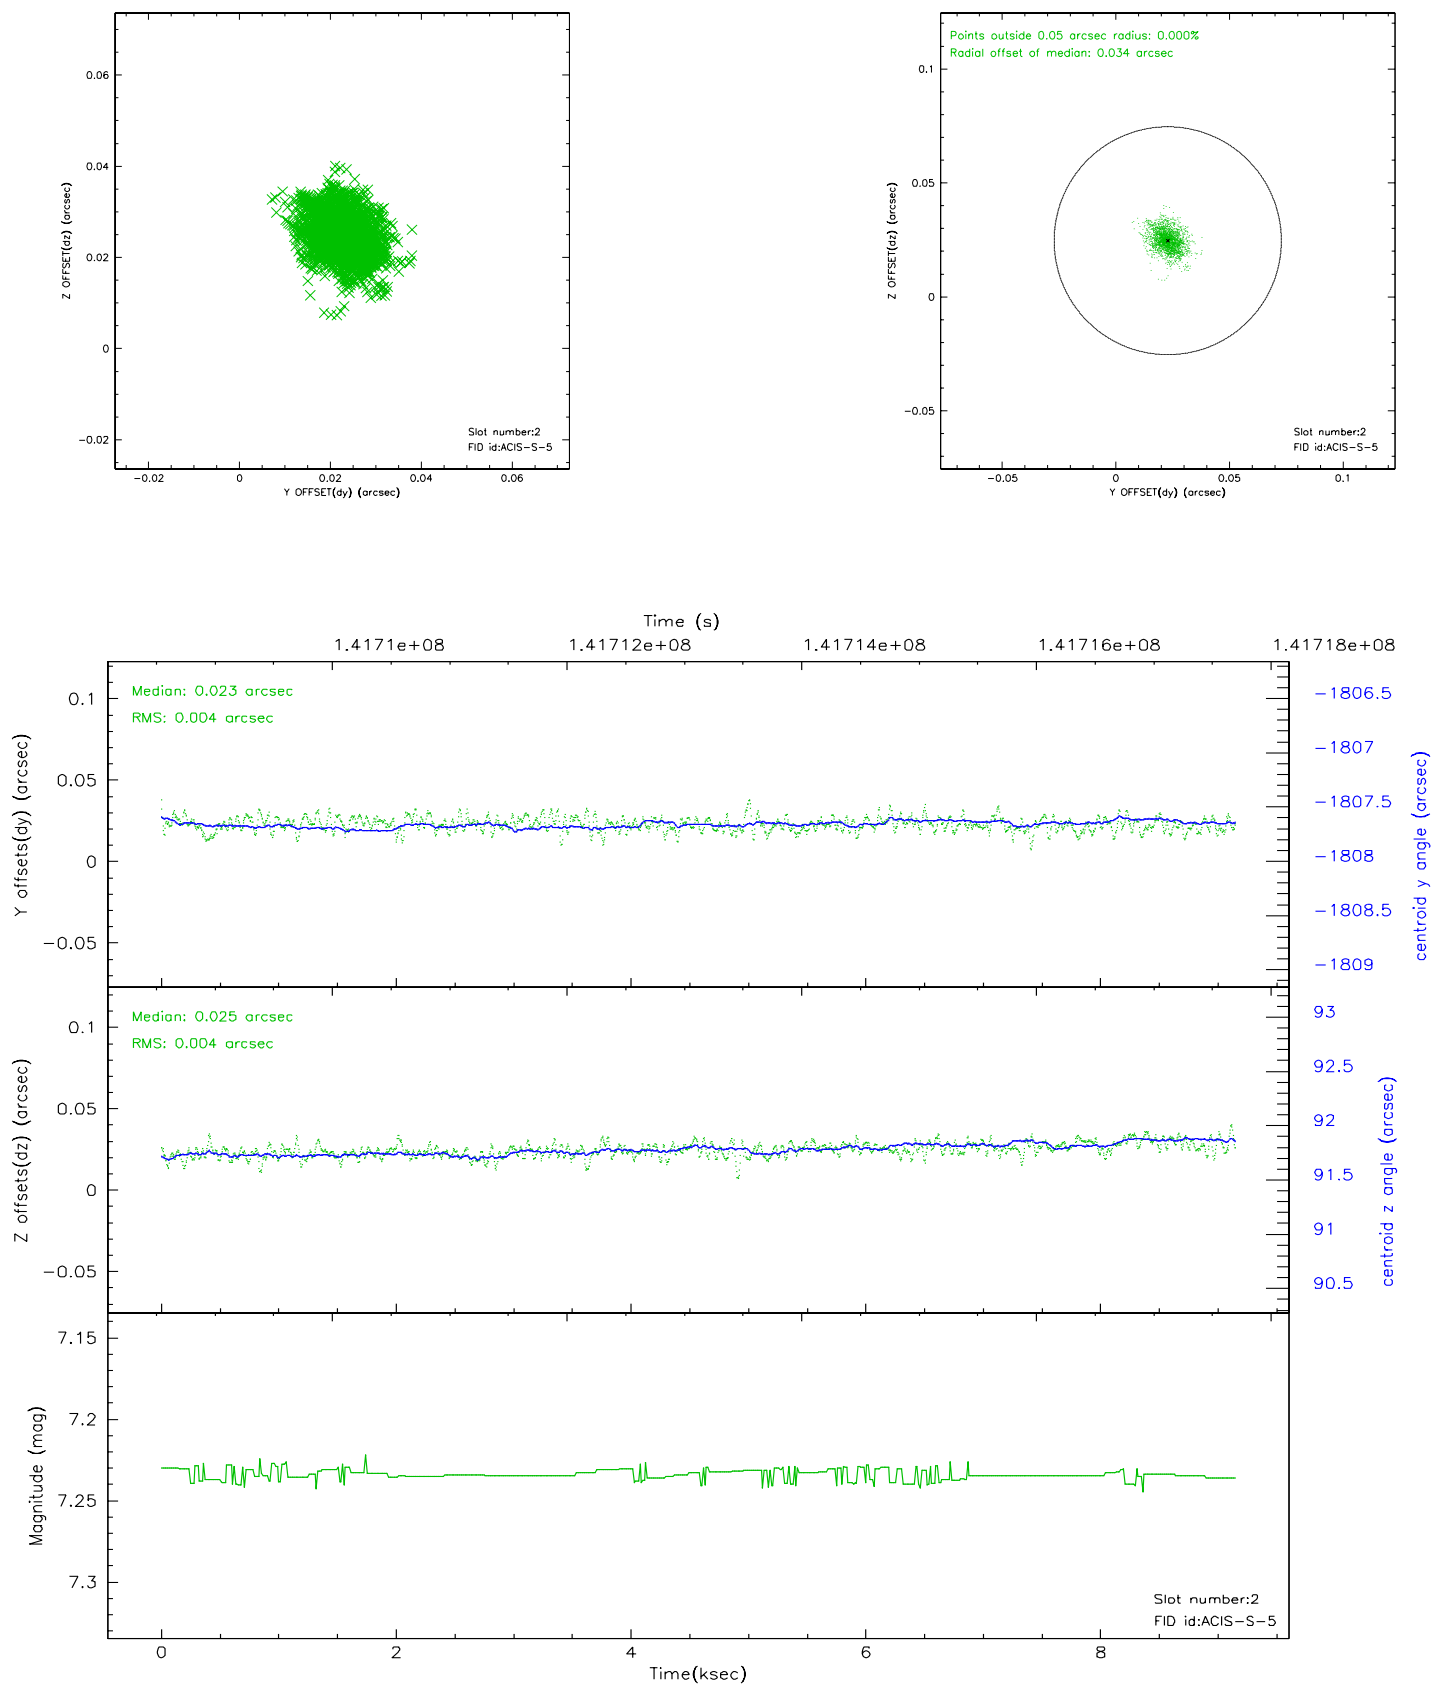 0.06
0.04
0.02
0
-0.02
Z OFFSET(dz) (arcsec)
Slot number:2
FID id:ACIS-S-5
-0.02 0 0.02 0.04 0.06
Y OFFSET(dy) (arcsec)
Points outside 0.05 arcsec radius: 0.000%
Radial offset of median: 0.034 arcsec
0.1
0.05
0
-0.05
Z OFFSET(dz) (arcsec)
Slot number:2
FID id:ACIS-S-5
-0.05 0 0.05 0.1
Y OFFSET(dy) (arcsec)
Time (s)
1.4171e+08 1.41712e+08 1.41714e+08 1.41716e+08 1.41718e+08
Median: 0.023 arcsec
RMS: 0.004 arcsec
0.1
0.05
0
-0.05
Y offsets(dy) (arcsec)
-1806.5
-1807
-1807.5
-1808
-1808.5
-1809
centroid y angle (arcsec)
Median: 0.025 arcsec
RMS: 0.004 arcsec
0.1
0.05
0
-0.05
Z offsets(dz) (arcsec)
93
92.5
92
91.5
91
90.5
centroid z angle (arcsec)
7.15
7.2
7.25
7.3
Magnitude (mag)
Slot number:2
FID id:ACIS-S-5
0 2 4 6 8
Time(ksec)